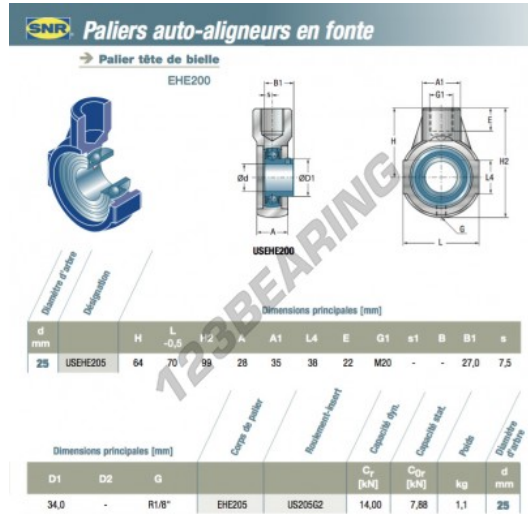 SNR Paliers auto-aligneurs en fonte
Palier tête de bielle
EHE200
B1
s
A1
G1
E
H
H2
Ød
ØD1
L4
A
G
L
USEHE200
123BEARING
Diamètre d'arbre
Désignation
Dimensions principales [mm]
d mm H L -0,5 H2 A A1 L4 E G1 s1 B B1 s
25 USEHE205 64 70 99 28 35 38 22 M20 - - 27,0 7,5
Dimensions principales [mm]
Corps de palier
Roulement-insert
Capacité dyn.
Capacité stat.
Poids
Diamètre d'arbre
D1 D2 G Cr [kN] C0r [kN] kg d mm
34,0 - R1/8" EHE205 US205G2 14,00 7,88 1,1 25